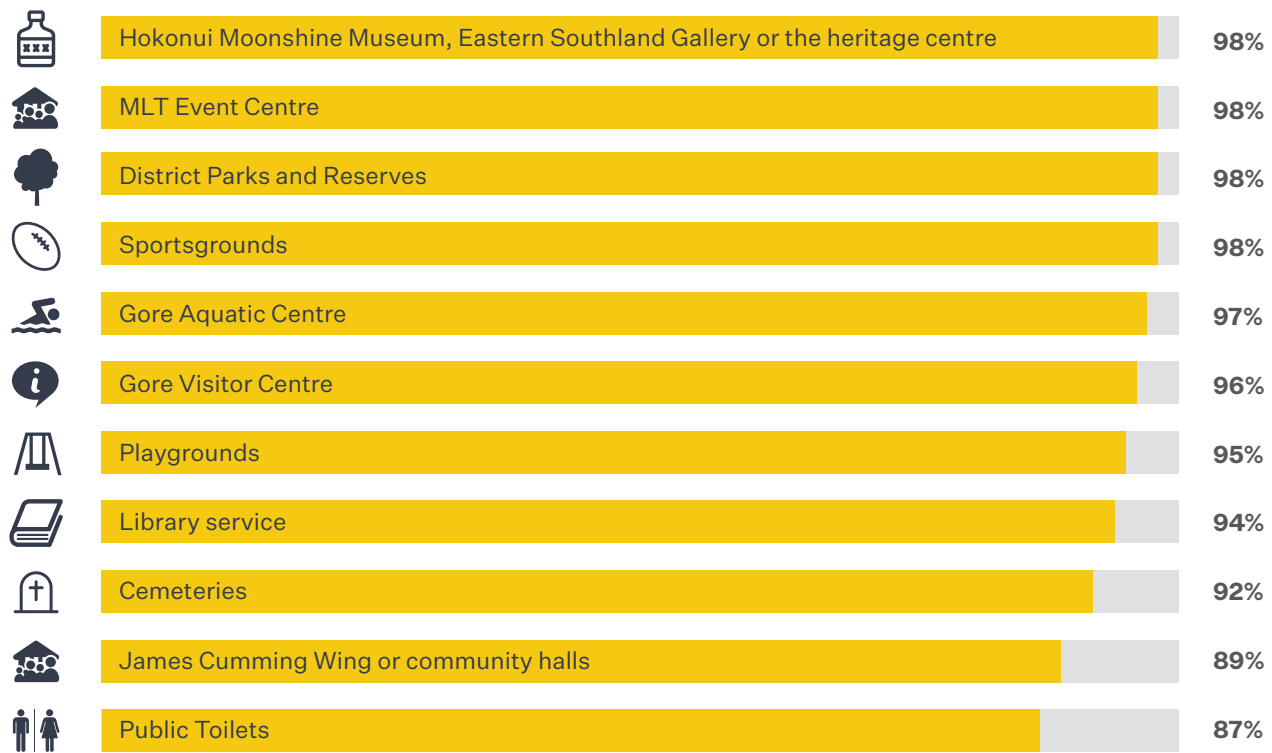 Hokonui Moonshine Museum, Eastern Southland Gallery or the heritage centre 98%
MLT Event Centre 98%
District Parks and Reserves 98%
Sportsgrounds 98%
Gore Aquatic Centre 97%
Gore Visitor Centre 96%
Playgrounds 95%
Library service 94%
Cemeteries 92%
James Cumming Wing or community halls 89%
Public Toilets 87%